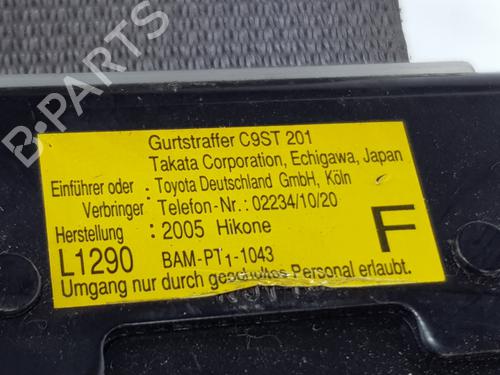 B-PARTS
Gurtstraffer C9ST 201
Takata Corporation, Echigawa, Japan
Einführer oder : Toyota Deutschland GmbH, Köln
Verbringer Telefon-Nr.: 02234/10/20
Herstellung : 2005 Hikone
L1290 BAM-PT1-1043 F
Umgang nur durch geschultes Personal erlaubt.